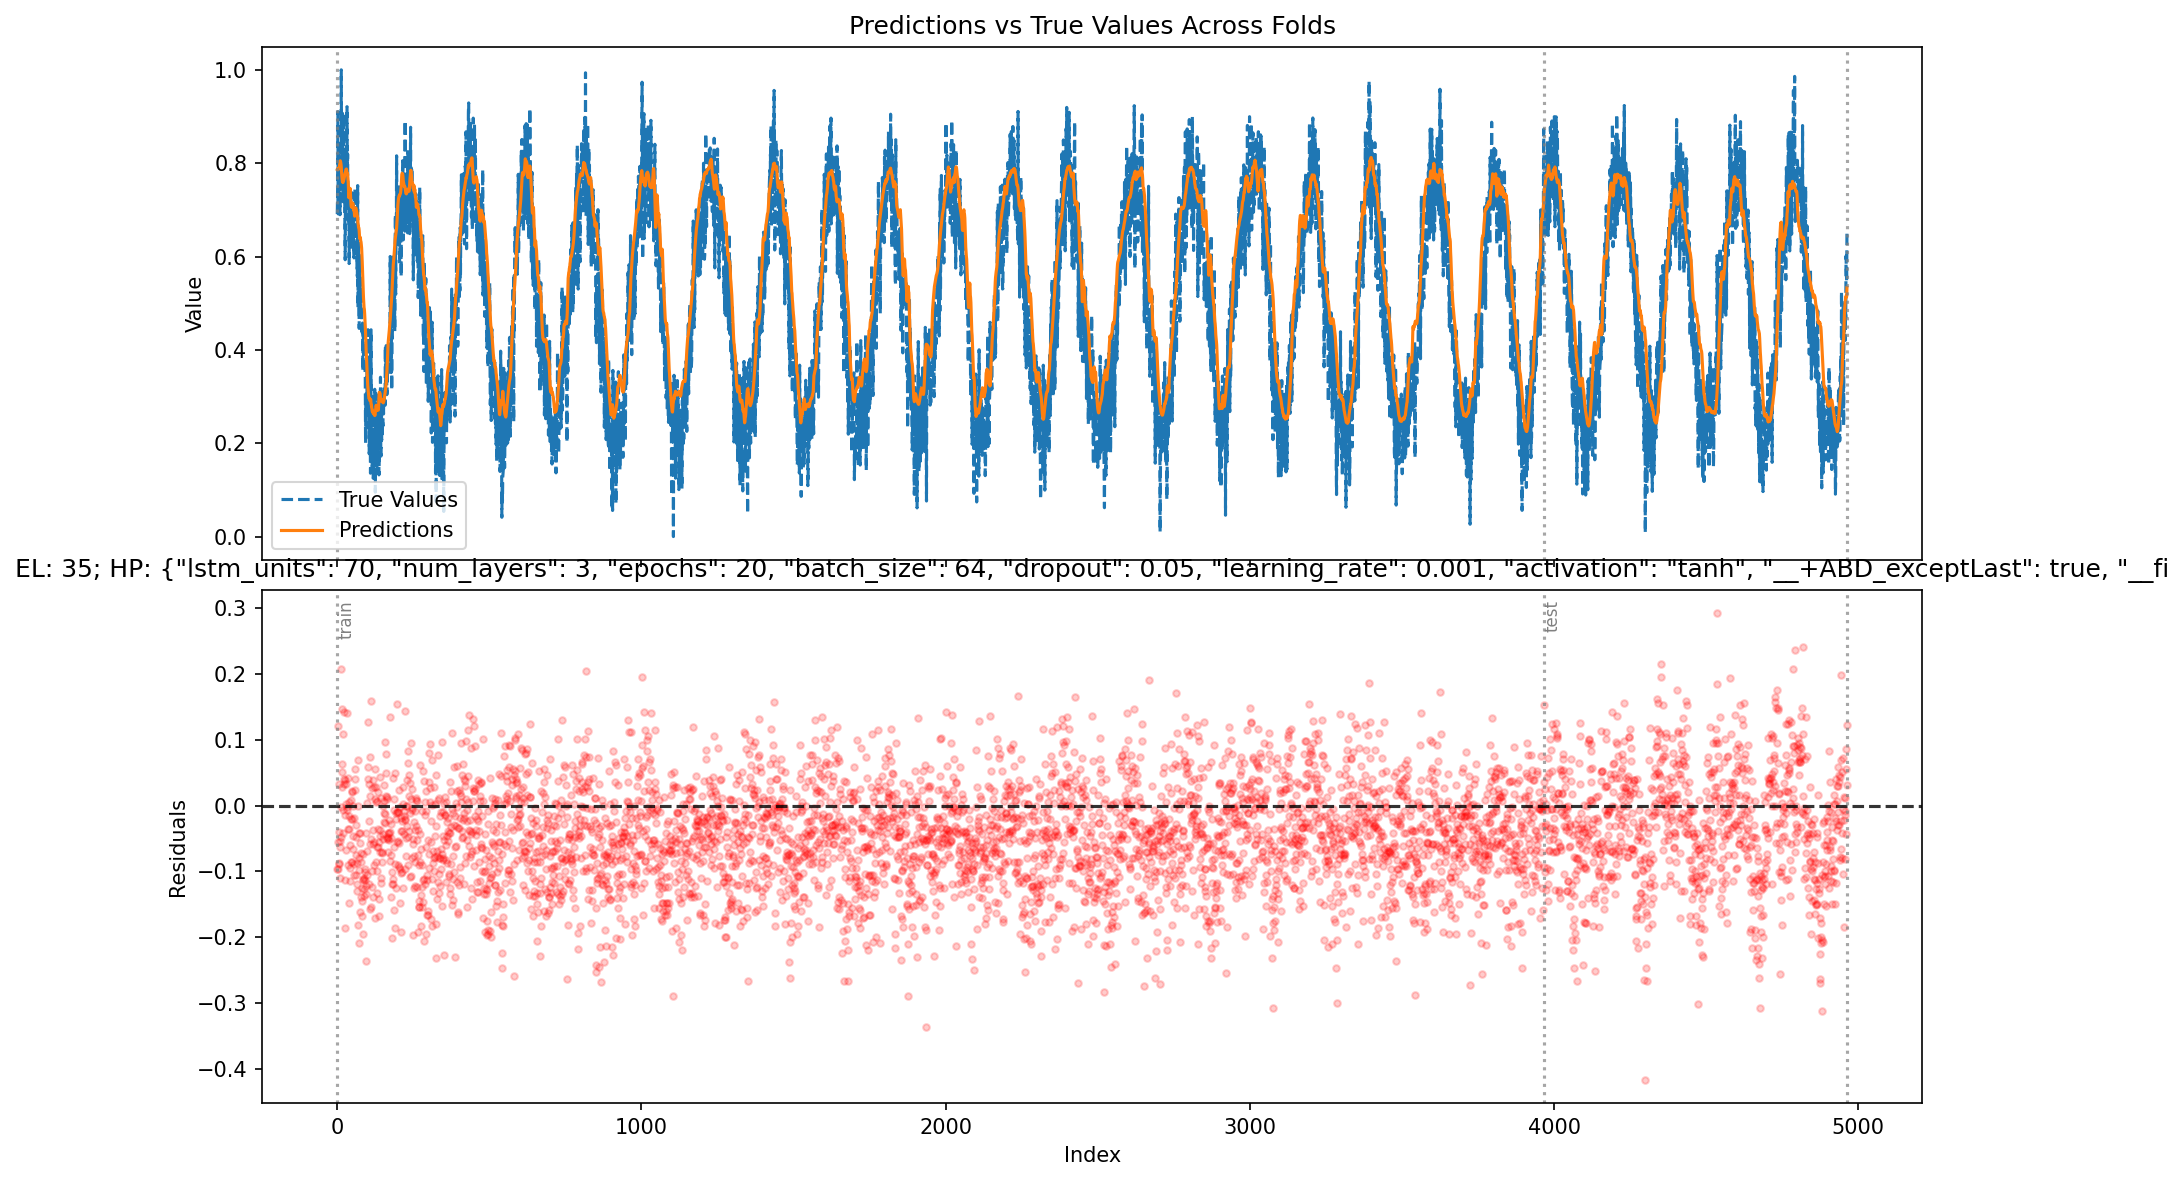 Predictions vs True Values Across Folds
1.0
0.8
0.6
0.4
0.2
0.0
Value
True Values
Predictions
EL: 35; HP: {"lstm_units": 70, "num_layers": 3, "epochs": 20, "batch_size": 64, "dropout": 0.05, "learning_rate": 0.001, "activation": "tanh", "__+ABD_exceptLast": true, "__fi
train
test
0.3
0.2
0.1
0.0
−0.1
−0.2
−0.3
−0.4
Residuals
0
1000
2000
3000
4000
5000
Index